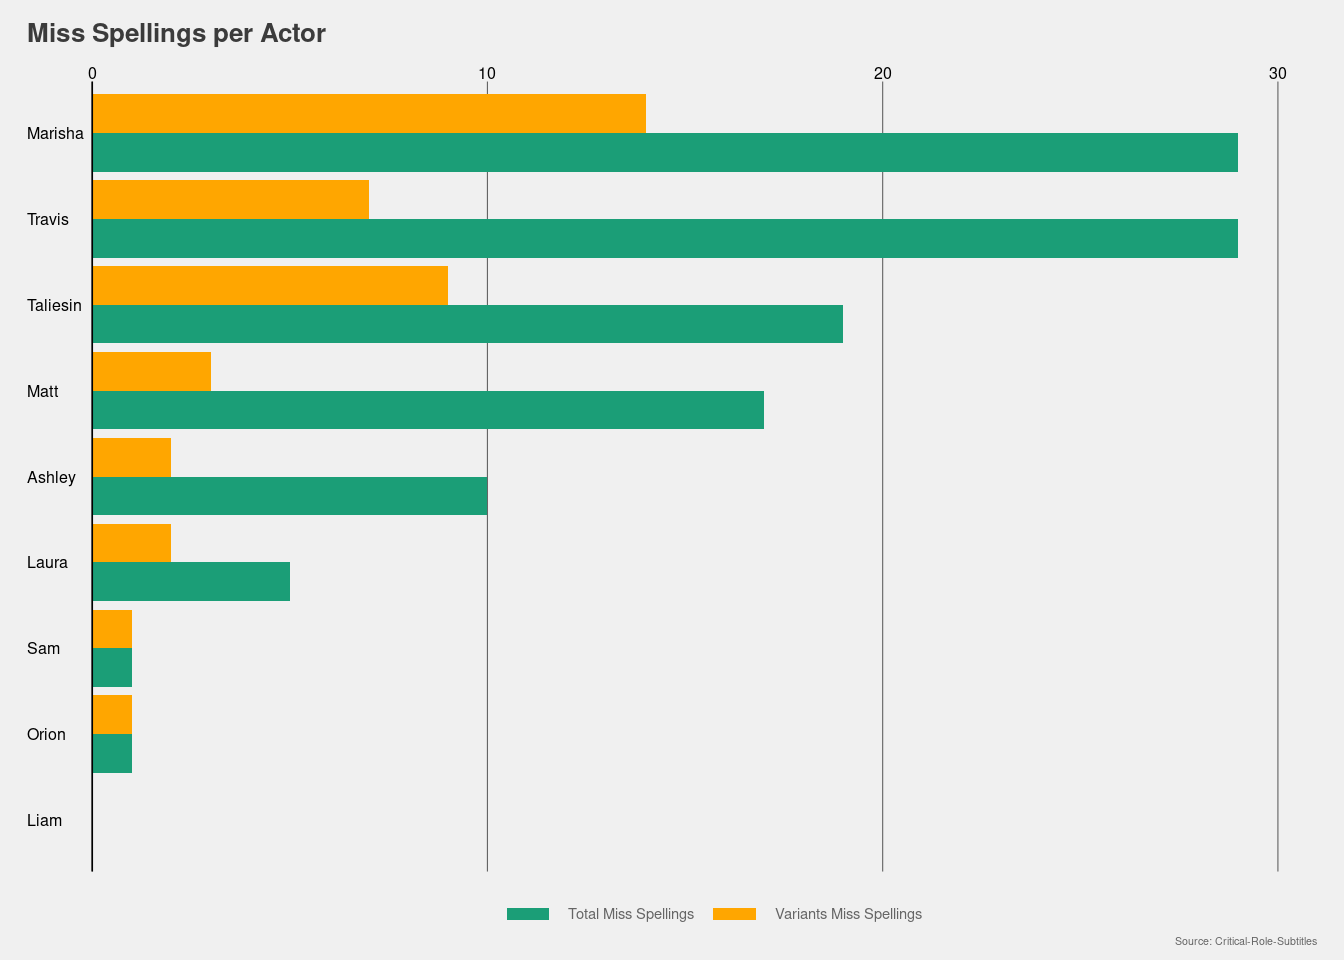 Miss Spellings per Actor
0 10 20 30
Marisha
Travis
Taliesin
Matt
Ashley
Laura
Sam
Orion
Liam
Total Miss Spellings Variants Miss Spellings
Source: Critical-Role-Subtitles